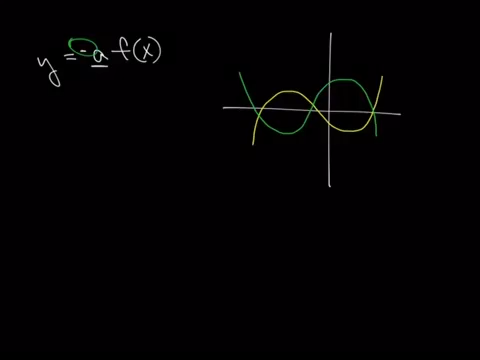 y = -a f(x)